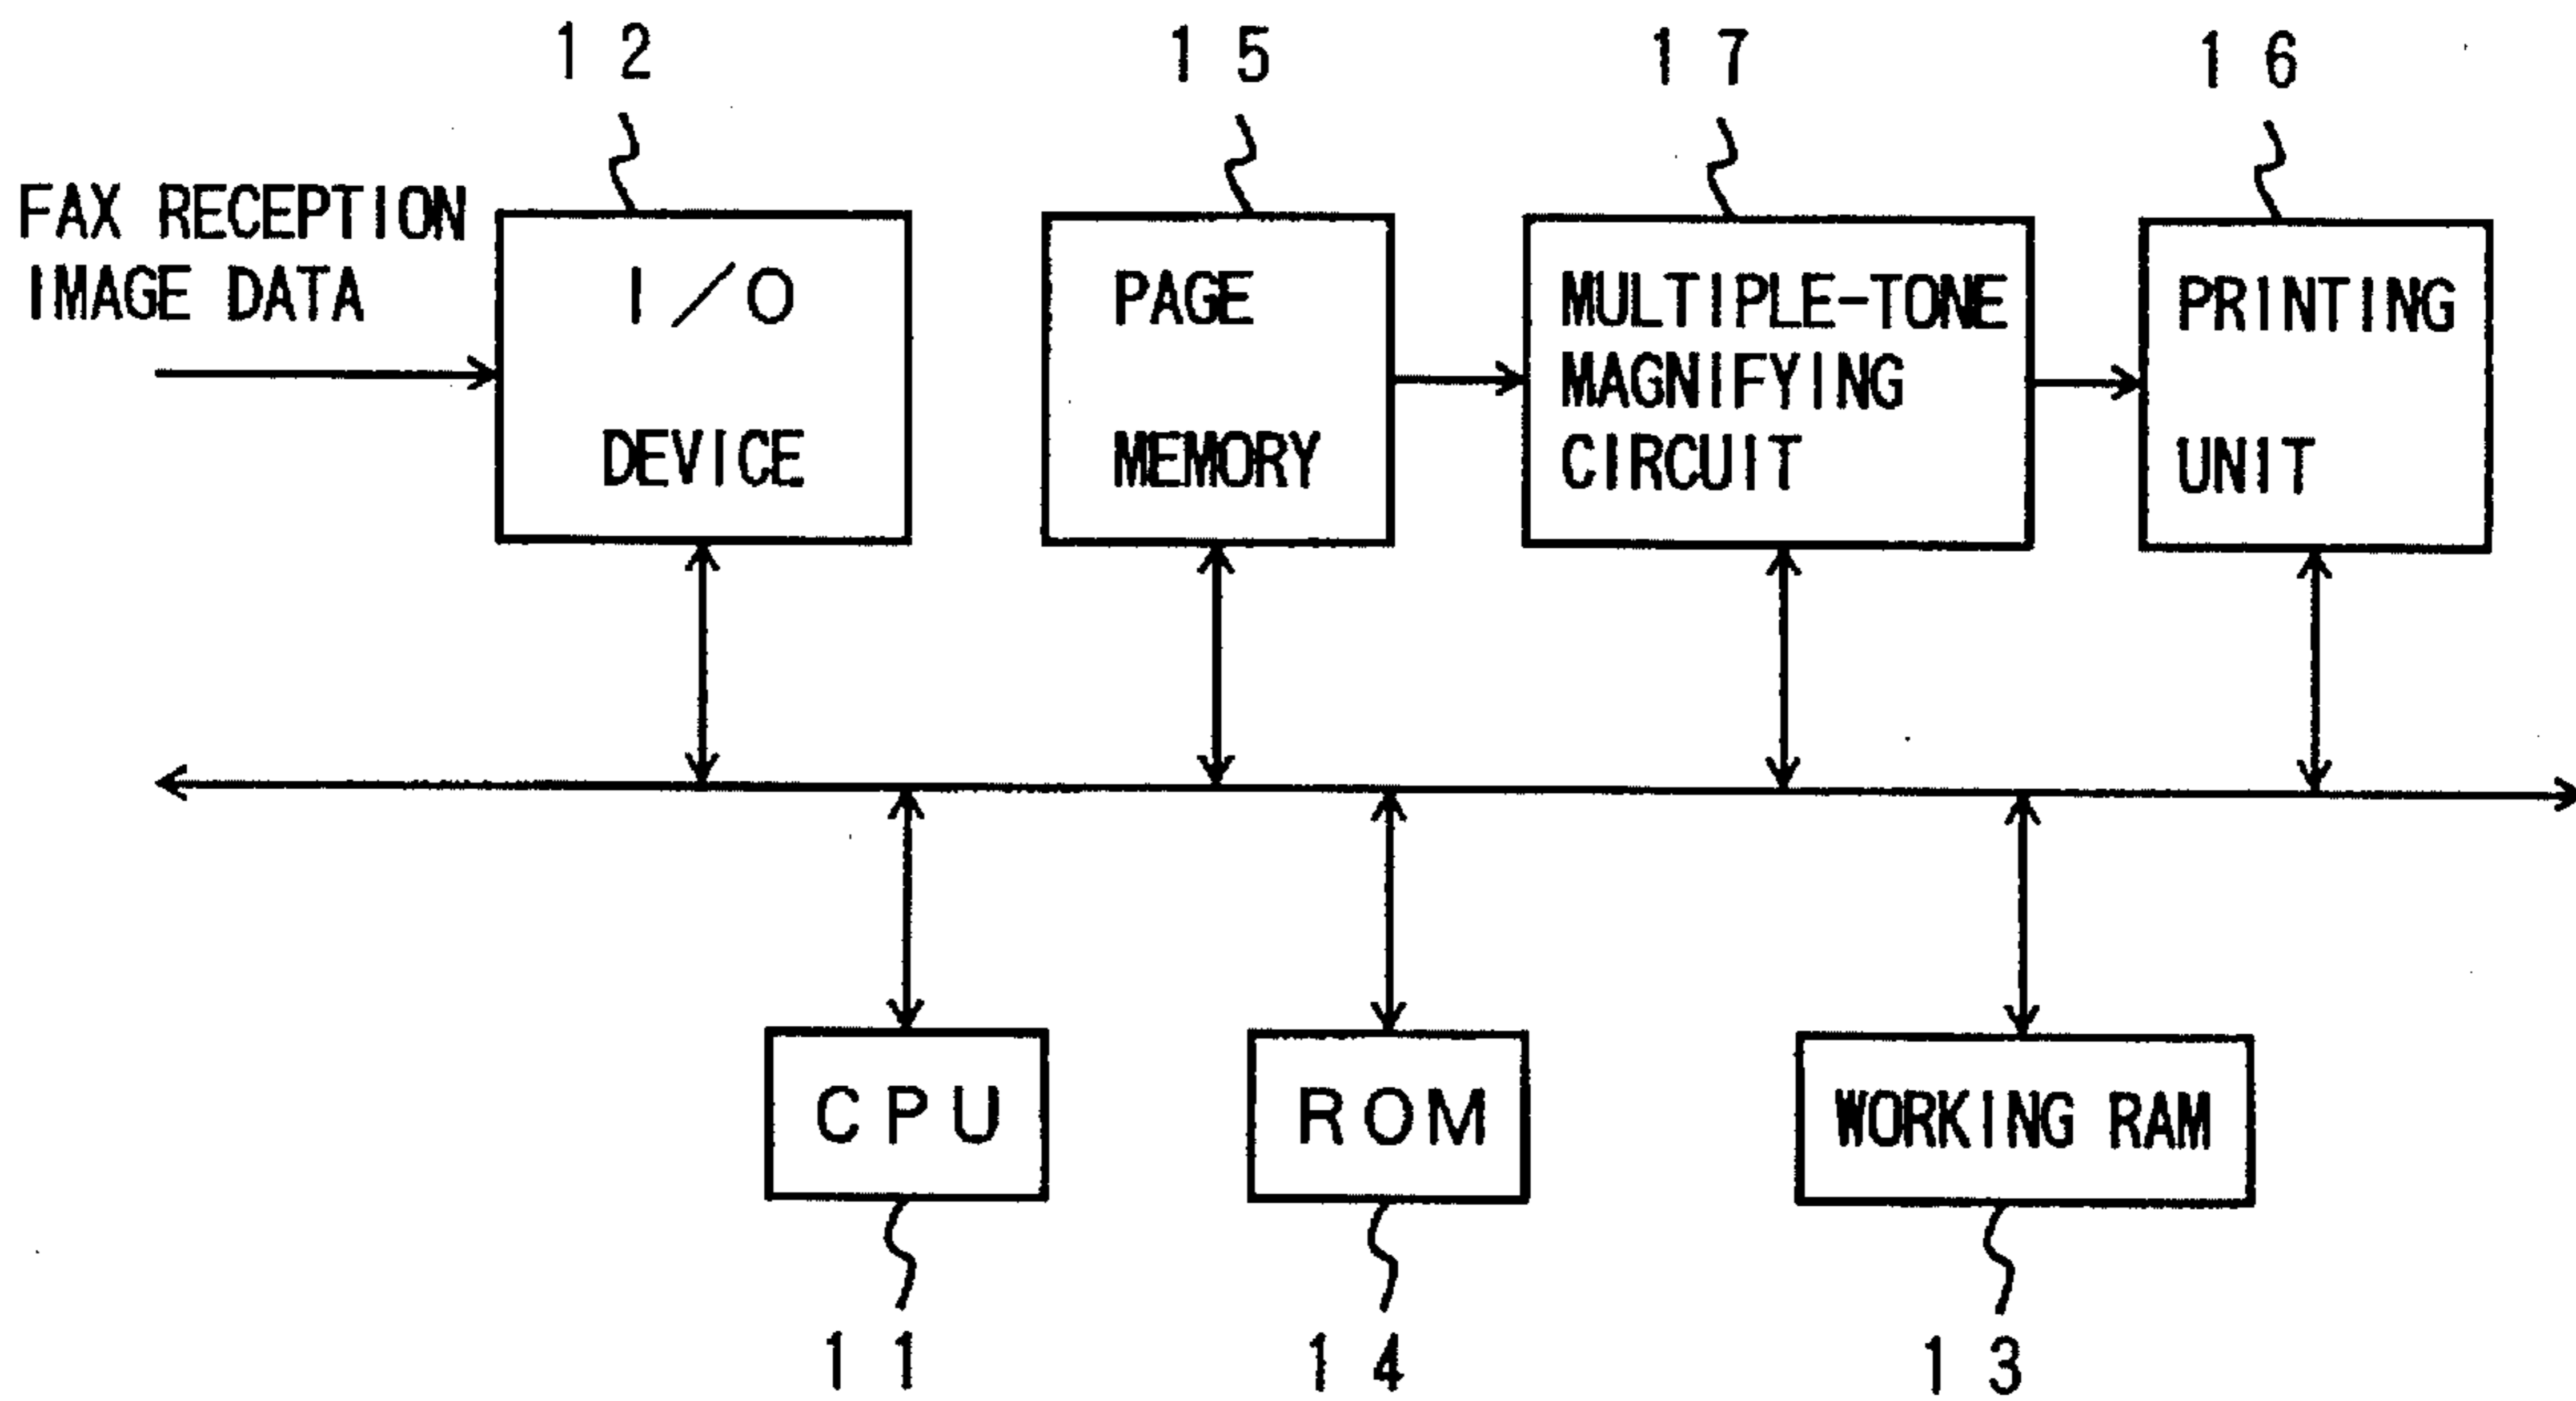 12
15
17
16
FAX RECEPTION
IMAGE DATA
I/O
DEVICE
PAGE
MEMORY
MULTIPLE-TONE
MAGNIFYING
CIRCUIT
PRINTING
UNIT
CPU
ROM
WORKING RAM
11
14
13